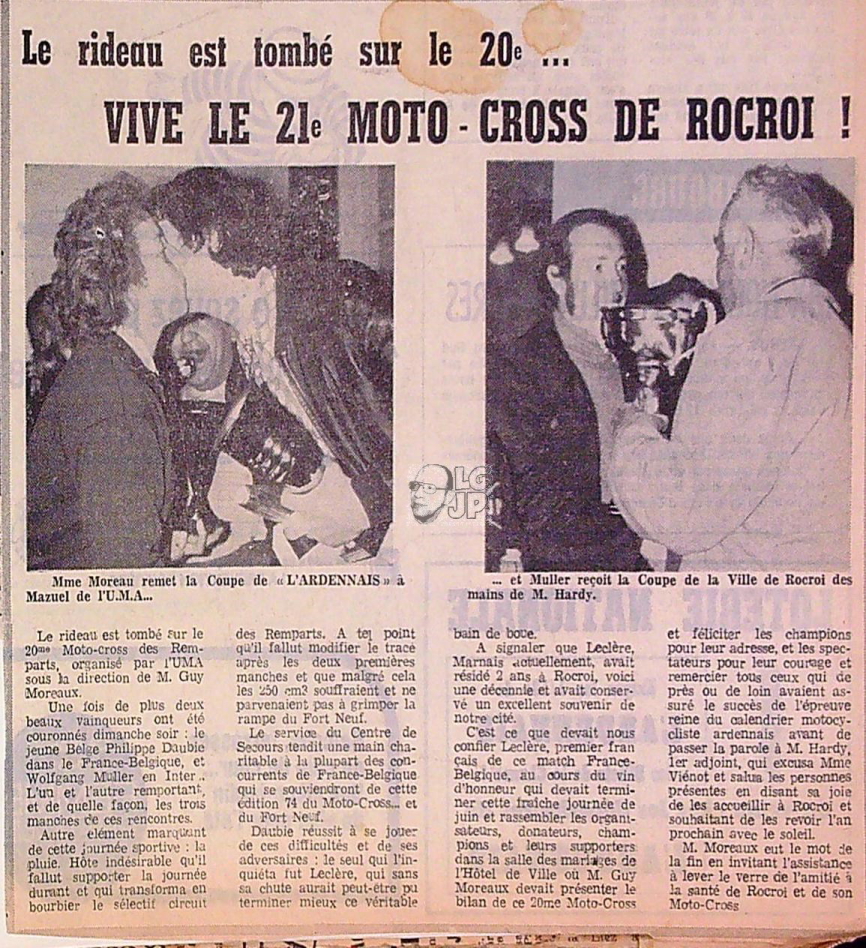 Le rideau est tombé sur le 20e ...
VIVE LE 21e MOTO - CROSS DE ROCROI !
LG
JP
Mme Moreau remet la Coupe de « L'ARDENNAIS » à
Mazuel de l'U.M.A...
... et Muller reçoit la Coupe de la Ville de Rocroi des
mains de M. Hardy.
Le rideau est tombé sur le
20me Moto-cross des Rem-
parts, organisé par l'UMA
sous la direction de M. Guy
Moreaux.
Une fois de plus deux
beaux vainqueurs ont été
couronnés dimanche soir : le
jeune Belge Philippe Daubie
dans le France-Belgique, et
Wolfgang Muller en Inter..
L'un et l'autre remportant,
et de quelle façon, les trois
manches de ces rencontres.
Autre elément marquant
de cette journée sportive : la
pluie. Hôte indésirable qu'il
fallut supporter la journée
durant et qui transforma en
bourbier le sélectif circuit
des Remparts. A tel point
qu'il fallut modifier le tracé
après les deux premières
manches et que malgré cela
les 250 cm3 souffraient et ne
parvenaient pas à grimper la
rampe du Fort Neuf.
Le service du Centre de
Secours tendit une main cha-
ritable à la plupart des con-
currents de France-Belgique
qui se souviendront de cette
édition 74 du Moto-Cross... et
du Fort Neuf.
Daubie réussit à se jouer
de ces difficultés et de ses
adversaires : le seul qui l'in-
quiéta fut Leclère, qui sans
sa chute aurait peut-être pu
terminer mieux ce véritable
bain de boue.
A signaler que Leclère,
Marnais actuellement, avait
résidé 2 ans à Rocroi, voici
une décennie et avait conser-
vé un excellent souvenir de
notre cité.
C'est ce que devait nous
confier Leclère, premier fran
çais de ce match France-
Belgique, au cours du vin
d'honneur qui devait termi-
ner cette fraîche journée de
juin et rassembler les organi-
sateurs, donateurs, cham-
pions et leurs supporters
dans la salle des mariages de
l'Hôtel de Ville où M. Guy
Moreaux devait présenter le
bilan de ce 20me Moto-Cross
et féliciter les champions
pour leur adresse, et les spec-
tateurs pour leur courage et
remercier tous ceux qui de
près ou de loin avaient as-
suré le succès de l'épreuve
reine du calendrier motocy-
cliste ardennais avant de
passer la parole à M. Hardy,
1er adjoint, qui excusa Mme
Viénot et salua les personnes
présentes en disant sa joie
de les accueillir à Rocroi et
souhaitant de les revoir l'an
prochain avec le soleil.
M. Moreaux eut le mot de
la fin en invitant l'assistance
à lever le verre de l'amitié à
la santé de Rocroi et de son
Moto-Cross